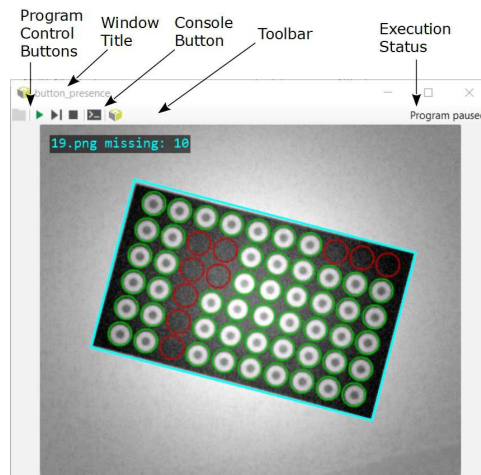 Program
Control
Buttons
Window
Title
Console
Button
Toolbar
Execution
Status
button_presence
Program paused
19.png missing: 10